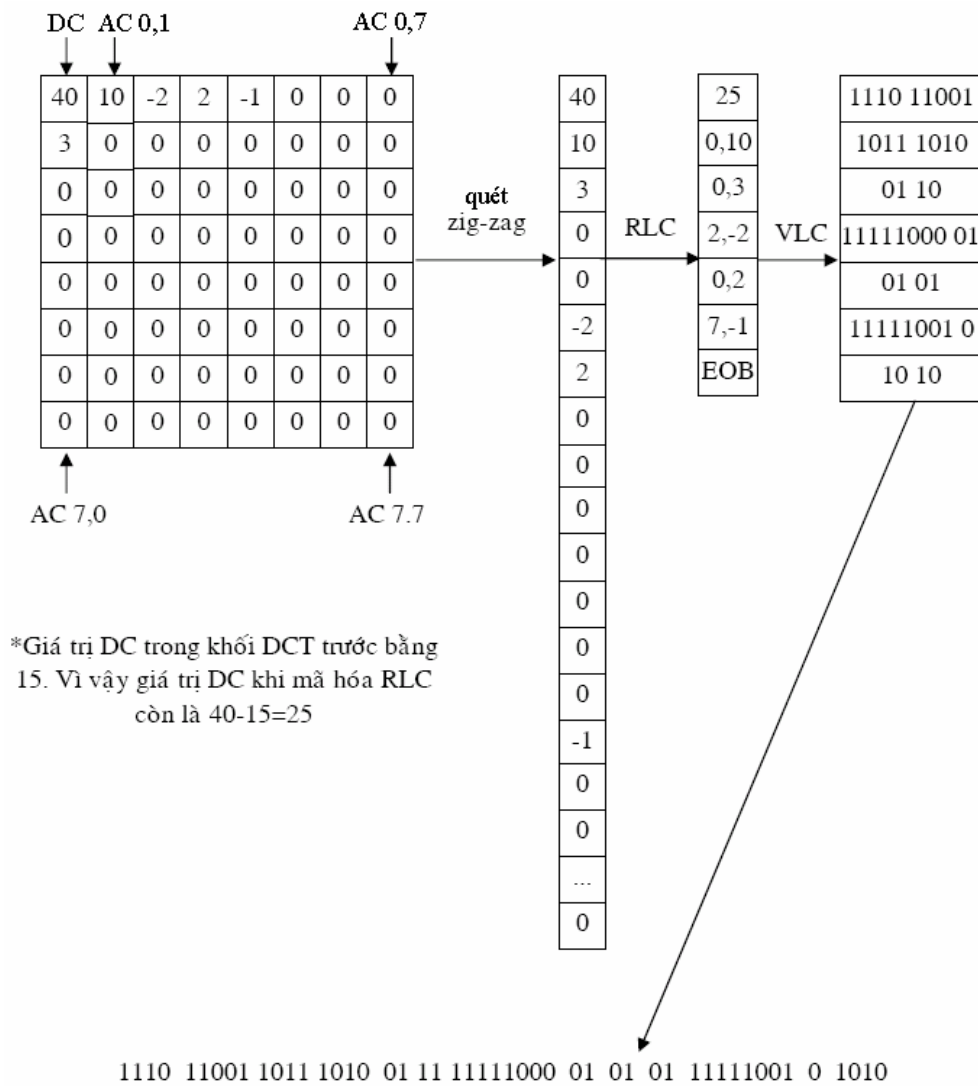 DC AC 0,1 AC 0,7
40 10 -2 2 -1 0 0 0
3 0 0 0 0 0 0 0
0 0 0 0 0 0 0 0
0 0 0 0 0 0 0 0
0 0 0 0 0 0 0 0
0 0 0 0 0 0 0 0
0 0 0 0 0 0 0 0
0 0 0 0 0 0 0 0
AC 7,0 AC 7.7
*Giá trị DC trong khối DCT trước bằng
15. Vì vậy giá trị DC khi mã hóa RLC
còn là 40-15=25
quét
zig-zag
40
10
3
0
0
-2
2
0
0
0
0
0
0
0
-1
0
0
...
0
RLC
25
0,10
0,3
2,-2
0,2
7,-1
EOB
VLC
1110 11001
1011 1010
01 10
11111000 01
01 01
11111001 0
10 10
1110 11001 1011 1010 01 11 11111000 01 01 01 11111001 0 1010